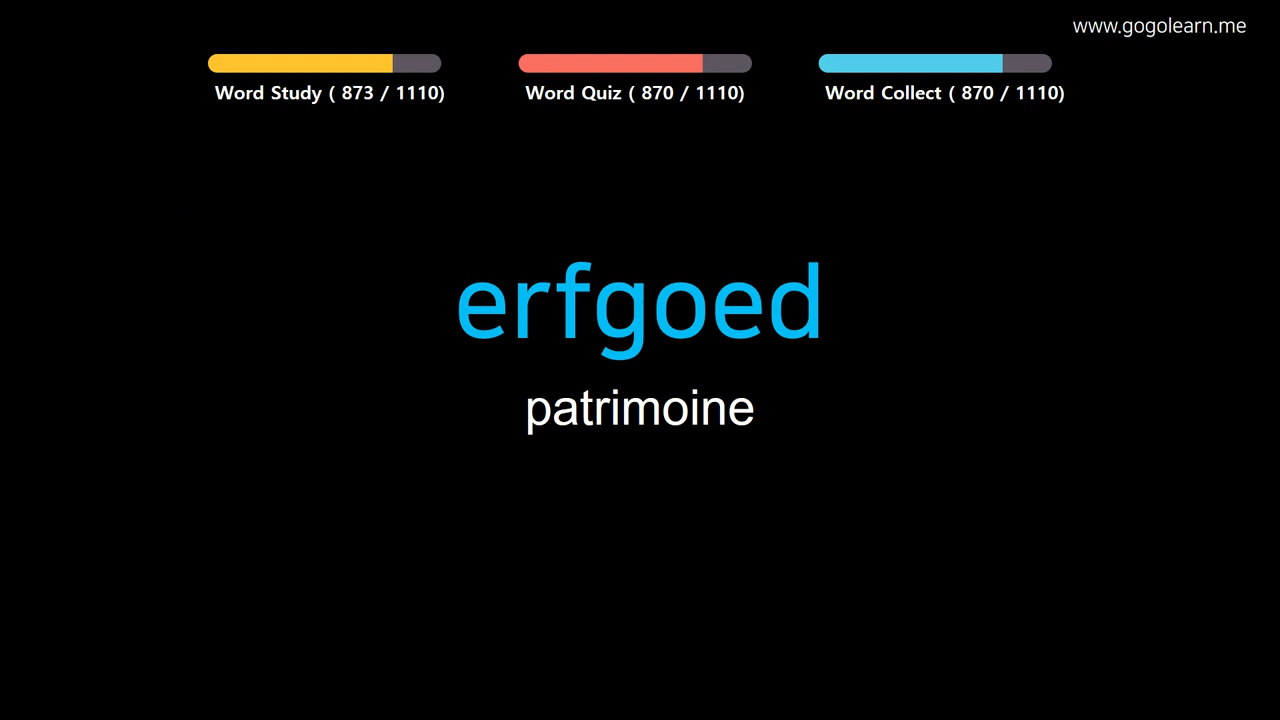 www.gogolearn.me
Word Study ( 873 / 1110)
Word Quiz ( 870 / 1110)
Word Collect ( 870 / 1110)
erfgoed
patrimoine